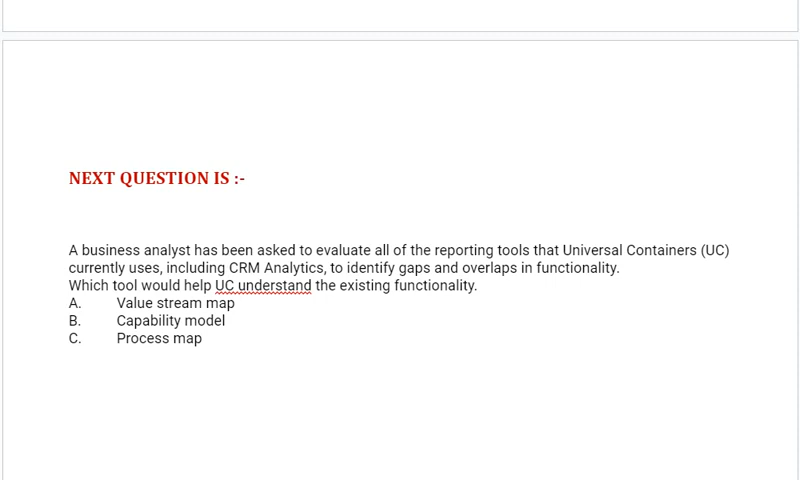 NEXT QUESTION IS :-
A business analyst has been asked to evaluate all of the reporting tools that Universal Containers (UC)
currently uses, including CRM Analytics, to identify gaps and overlaps in functionality.
Which tool would help UC understand the existing functionality.
A. Value stream map
B. Capability model
C. Process map